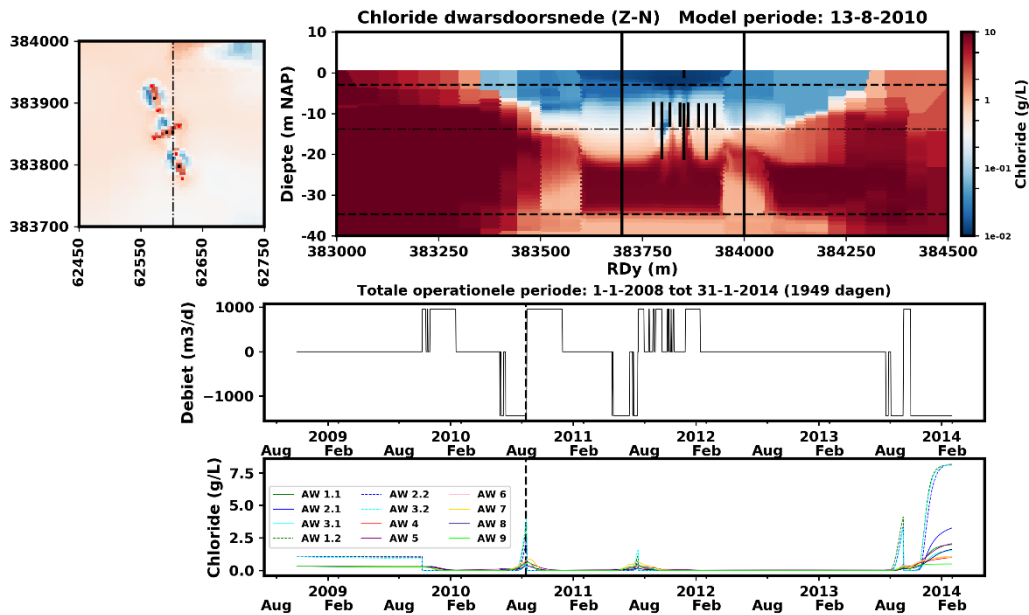 Chloride dwarsdoorsnede (Z-N) Model periode: 13-8-2010
384000
383900
383800
383700
62450
62550
62650
62750
Diepte (m NAP)
10
0
-10
-20
-30
-40
383000
383500
383700
384000
384500
RDy (m)
10
1
1e-01
1e-02
Chloride (g/L)
Totale operationele periode: 1-1-2008 tot 31-1-2014 (1949 dagen)
Debiet (m3/d)
1000
0
−1000
2009 2010 2011 2012 2013 2014
Aug Feb Aug Feb Aug Feb Aug Feb Aug Feb Aug Feb
Chloride (g/L)
7.5
5.0
2.5
0.0
AW 1.1 AW 2.2 AW 6
AW 2.1 AW 3.2 AW 7
AW 3.1 AW 4 AW 8
AW 1.2 AW 5 AW 9
2009 2010 2011 2012 2013 2014
Aug Feb Aug Feb Aug Feb Aug Feb Aug Feb Aug Feb